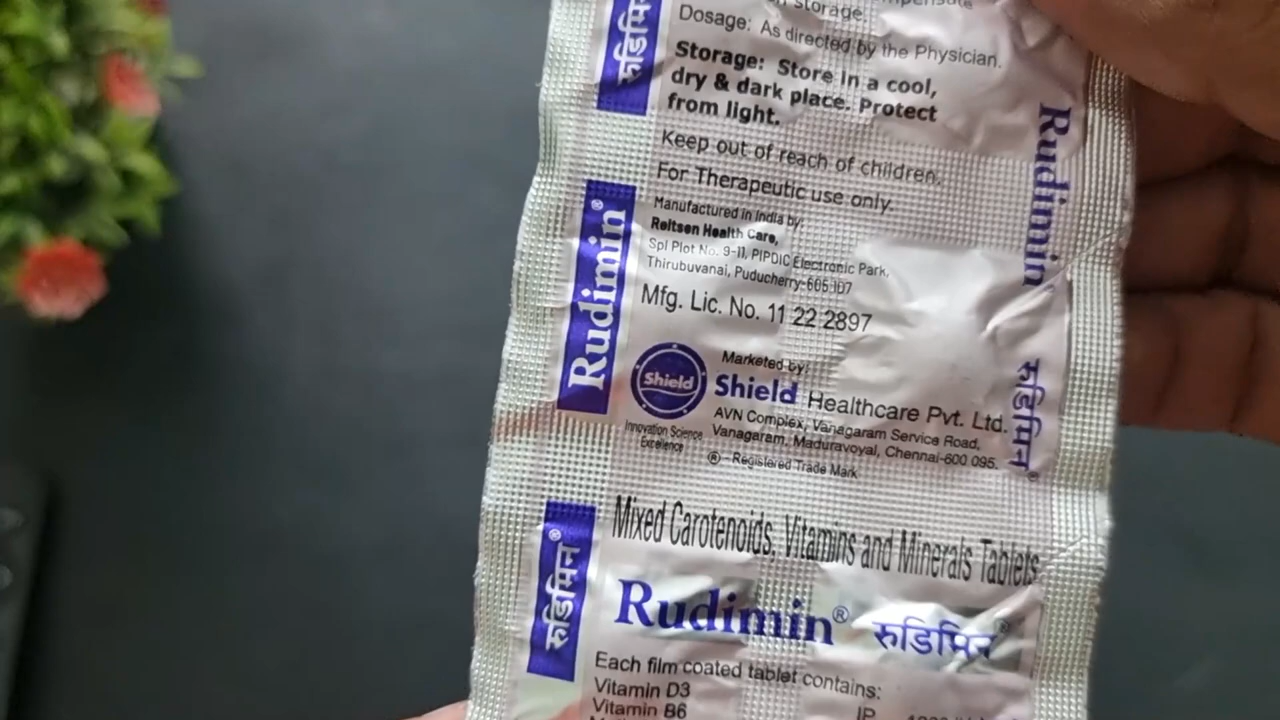 storage.
Dosage: As directed by the Physician.
Storage: Store in a cool,
dry & dark place. Protect
from light.
Keep out of reach of children.
For Therapeutic use only.
Manufactured in India by:
Reitsen Health Care,
Spl Plot No. 9-11, PIPDIC Electronic Park,
Thirubuvanai, Puducherry-605 107
Mfg. Lic. No. 11 22 2897
Marketed by:
Shield
Shield Healthcare Pvt. Ltd.
AVN Complex, Vanagaram Service Road,
Vanagaram, Maduravoyal, Chennai-600 095.
Innovation Science
Excellence
® - Registered Trade Mark
रुडिमिन
Rudimin®
Rudimin
रुडिमिन®
रुडिमिन®
Mixed Carotenoids, Vitamins and Minerals Tablets
Rudimin® रुडिमिन®
Each film coated tablet contains:
Vitamin D3
Vitamin B6 IP